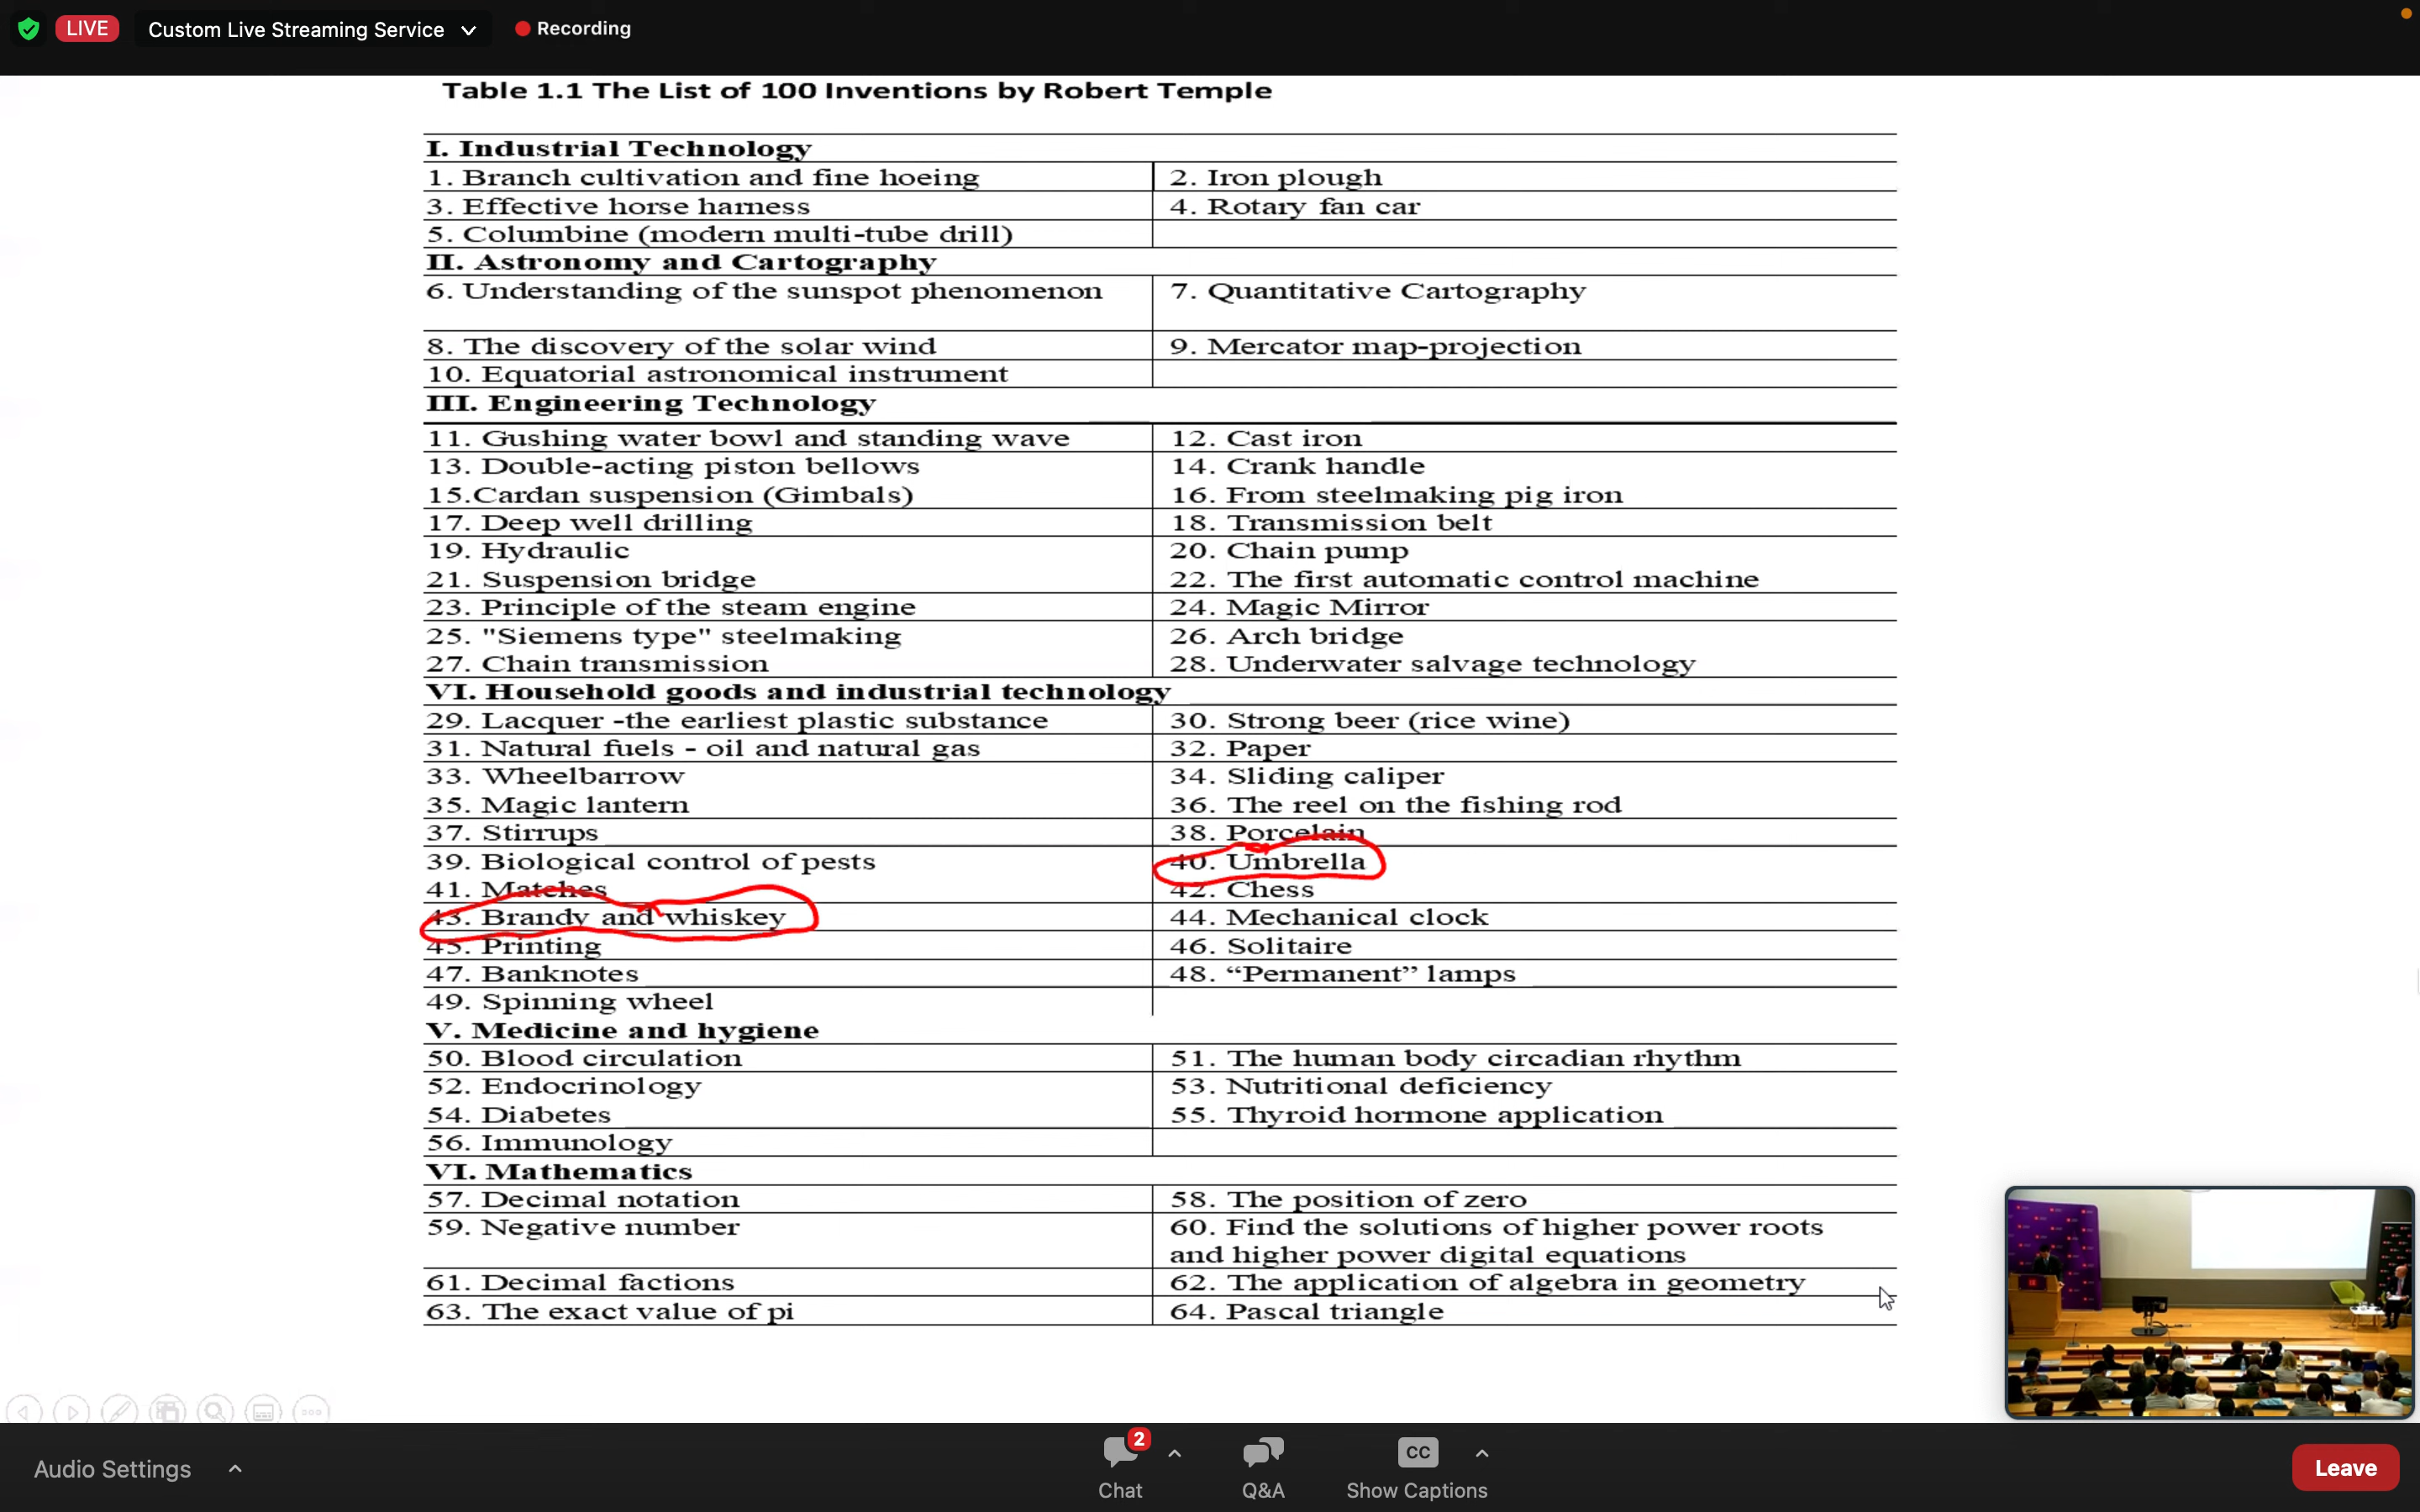 LIVE Custom Live Streaming Service Recording
Table 1.1 The List of 100 Inventions by Robert Temple
I. Industrial Technology
1. Branch cultivation and fine hoeing 2. Iron plough
3. Effective horse harness 4. Rotary fan car
5. Columbine (modern multi-tube drill)
II. Astronomy and Cartography
6. Understanding of the sunspot phenomenon 7. Quantitative Cartography
8. The discovery of the solar wind 9. Mercator map-projection
10. Equatorial astronomical instrument
III. Engineering Technology
11. Gushing water bowl and standing wave 12. Cast iron
13. Double-acting piston bellows 14. Crank handle
15.Cardan suspension (Gimbals) 16. From steelmaking pig iron
17. Deep well drilling 18. Transmission belt
19. Hydraulic 20. Chain pump
21. Suspension bridge 22. The first automatic control machine
23. Principle of the steam engine 24. Magic Mirror
25. "Siemens type" steelmaking 26. Arch bridge
27. Chain transmission 28. Underwater salvage technology
VI. Household goods and industrial technology
29. Lacquer -the earliest plastic substance 30. Strong beer (rice wine)
31. Natural fuels - oil and natural gas 32. Paper
33. Wheelbarrow 34. Sliding caliper
35. Magic lantern 36. The reel on the fishing rod
37. Stirrups 38. Porcelain
39. Biological control of pests 40. Umbrella
41. Matches 42. Chess
43. Brandy and whiskey 44. Mechanical clock
45. Printing 46. Solitaire
47. Banknotes 48. “Permanent” lamps
49. Spinning wheel
V. Medicine and hygiene
50. Blood circulation 51. The human body circadian rhythm
52. Endocrinology 53. Nutritional deficiency
54. Diabetes 55. Thyroid hormone application
56. Immunology
VI. Mathematics
57. Decimal notation 58. The position of zero
59. Negative number 60. Find the solutions of higher power roots
and higher power digital equations
61. Decimal factions 62. The application of algebra in geometry
63. The exact value of pi 64. Pascal triangle
2
CC
Audio Settings Chat Q&A Show Captions Leave